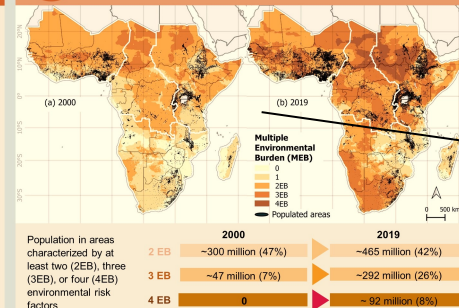 20°N
10°N
0°
10°S
20°S
30°S
(a) 2000
(b) 2019
Multiple
Environmental
Burden (MEB)
0
1
2EB
3EB
4EB
Populated areas
0 500 km
Population in areas
characterized by at
least two (2EB), three
(3EB), or four (4EB)
environmental risk
factors
2000
2019
2 EB
~300 million (47%)
~465 million (42%)
3 EB
~47 million (7%)
~292 million (26%)
4 EB
0
~ 92 million (8%)